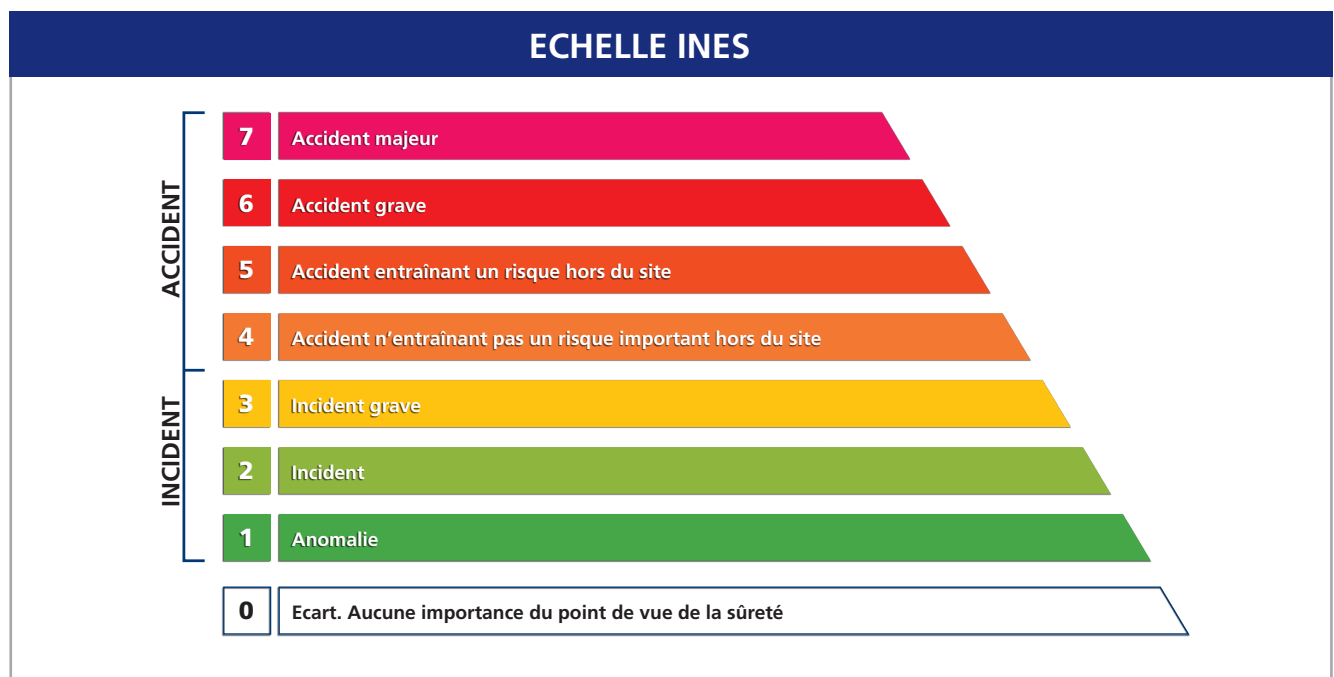 ECHELLE INES
ACCIDENT
7 Accident majeur
6 Accident grave
5 Accident entraînant un risque hors du site
4 Accident n’entraînant pas un risque important hors du site
INCIDENT
3 Incident grave
2 Incident
1 Anomalie
0 Ecart. Aucune importance du point de vue de la sûreté